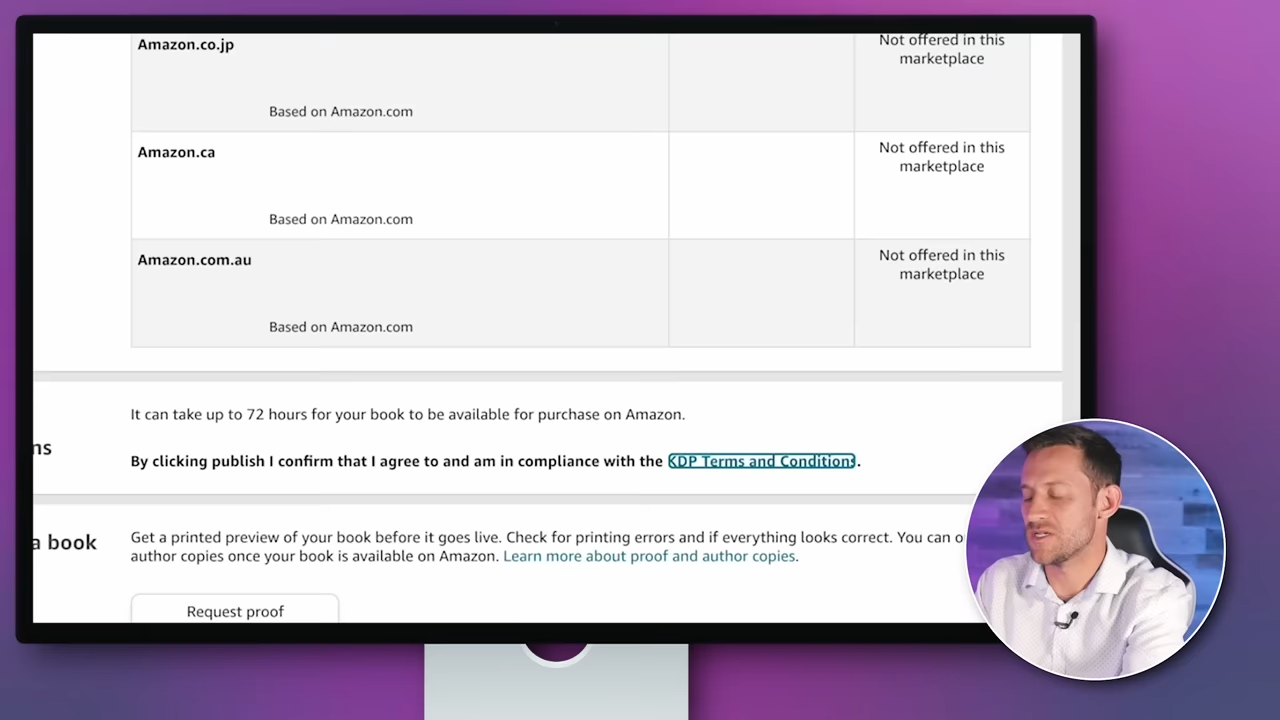 Amazon.co.jp
Not offered in this
marketplace
Based on Amazon.com
Amazon.ca
Not offered in this
marketplace
Based on Amazon.com
Amazon.com.au
Not offered in this
marketplace
Based on Amazon.com
It can take up to 72 hours for your book to be available for purchase on Amazon.
By clicking publish I confirm that I agree to and am in compliance with the KDP Terms and Conditions.
a book
Get a printed preview of your book before it goes live. Check for printing errors and if everything looks correct. You can
author copies once your book is available on Amazon. Learn more about proof and author copies.
Request proof